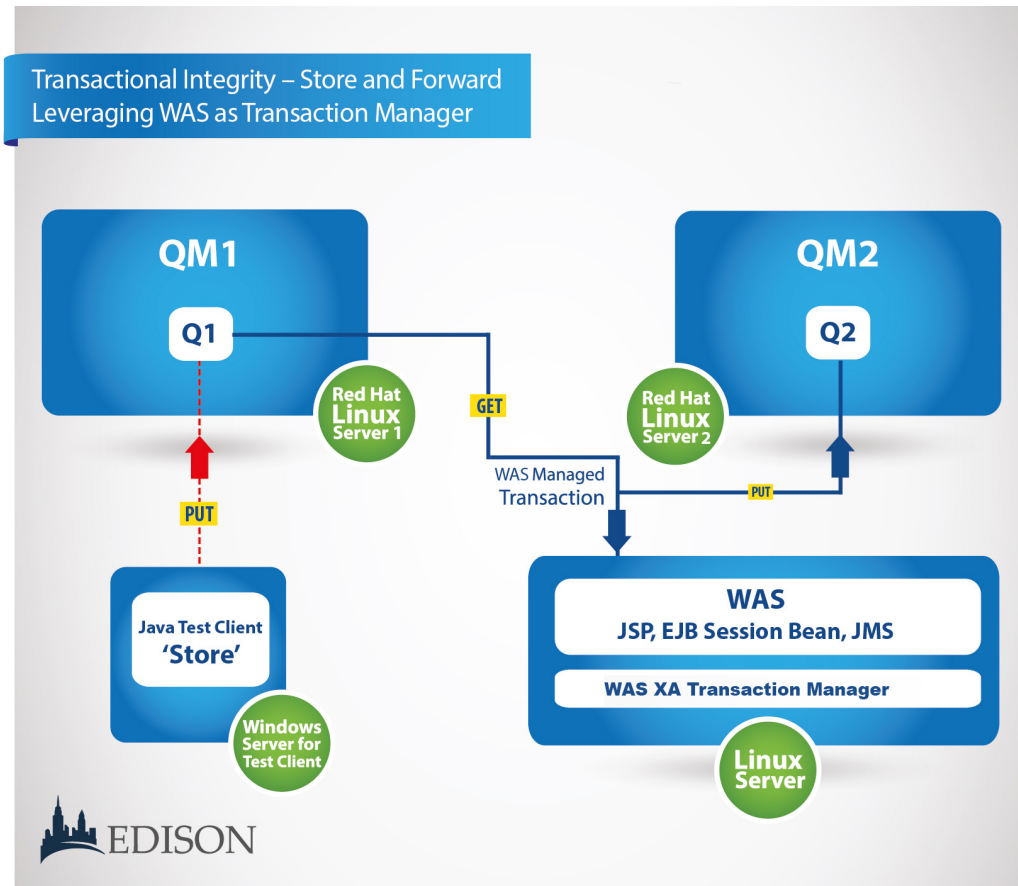 Transactional Integrity – Store and Forward
Leveraging WAS as Transaction Manager
QM1
Q1
Red Hat
Linux
Server 1
PUT
Java Test Client
‘Store’
Windows
Server for
Test Client
GET
WAS Managed
Transaction
QM2
Q2
Red Hat
Linux
Server 2
PUT
WAS
JSP, EJB Session Bean, JMS
WAS XA Transaction Manager
Linux
Server
EDISON